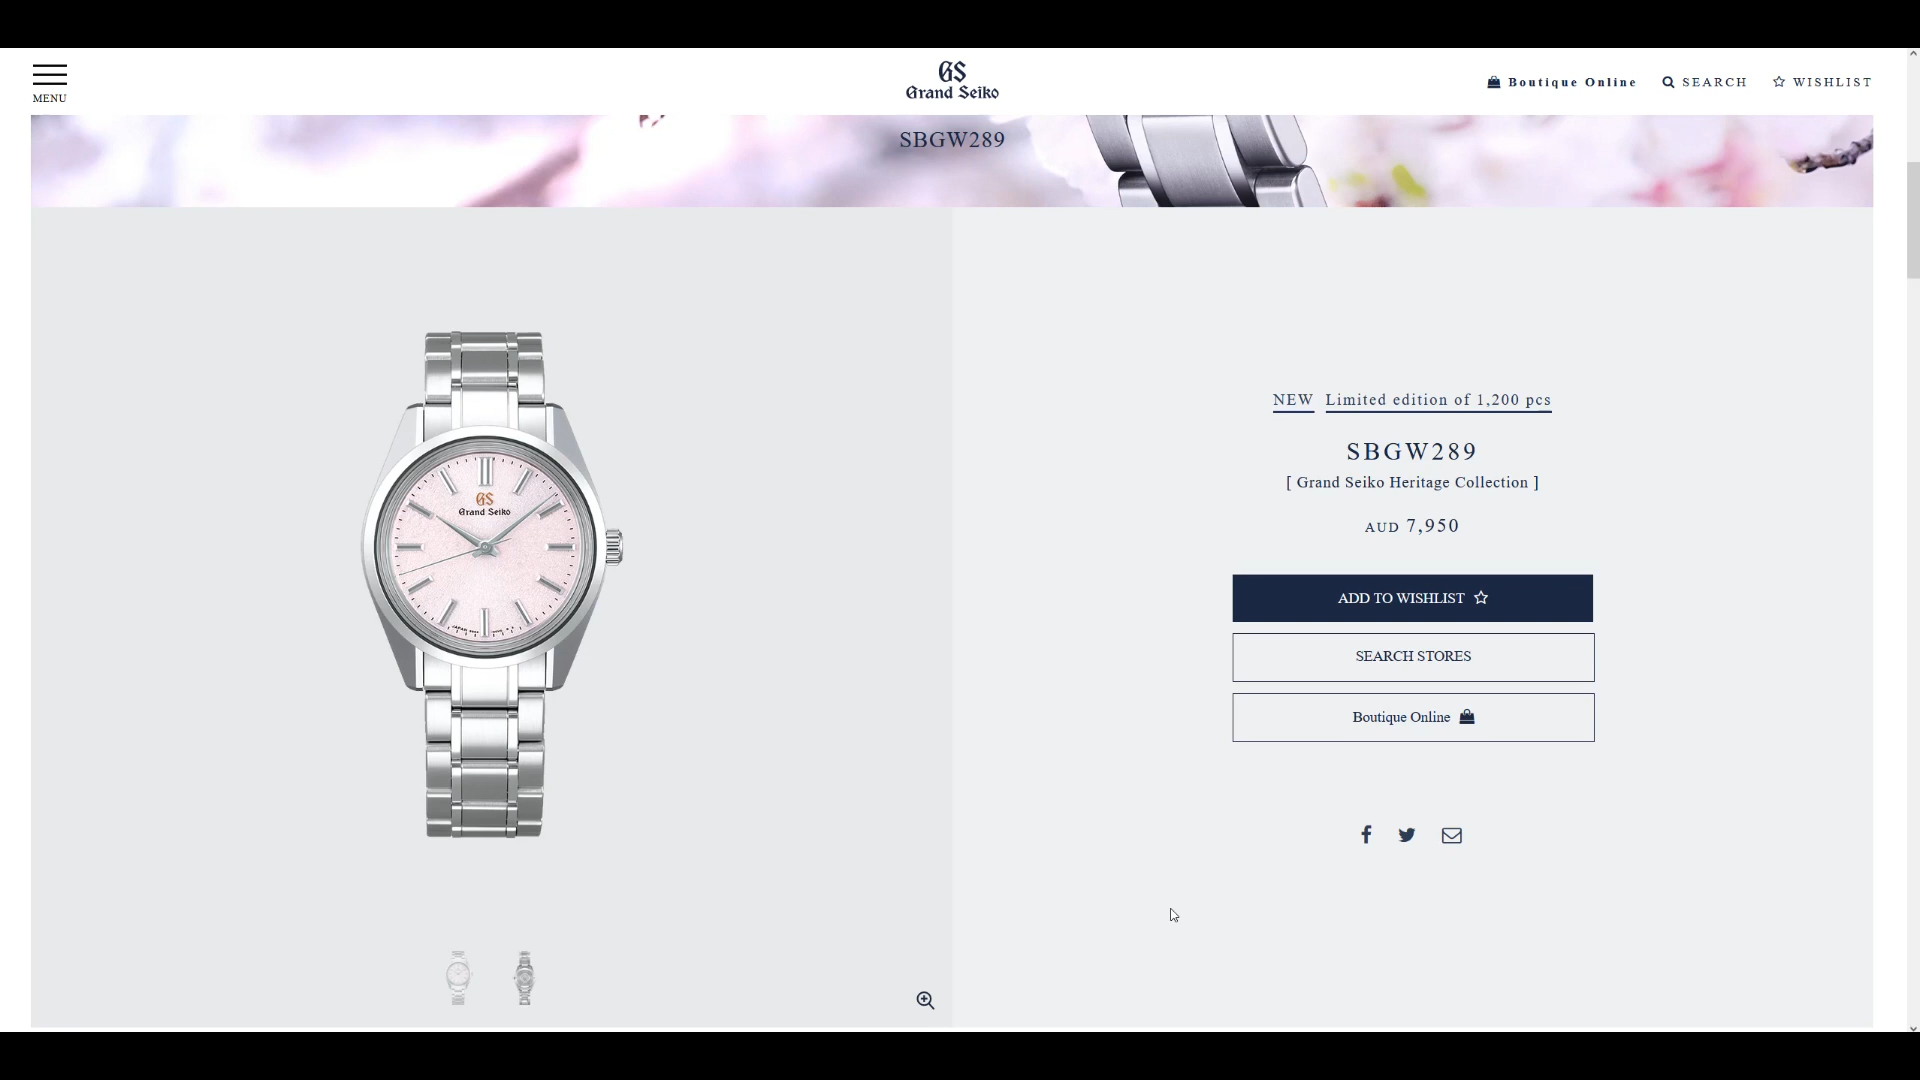 MENU
GS
Grand Seiko
Boutique Online
SEARCH
WISHLIST
SBGW289
GS
Grand Seiko
JAPAN
NEW Limited edition of 1,200 pcs
SBGW289
[ Grand Seiko Heritage Collection ]
AUD 7,950
ADD TO WISHLIST
SEARCH STORES
Boutique Online